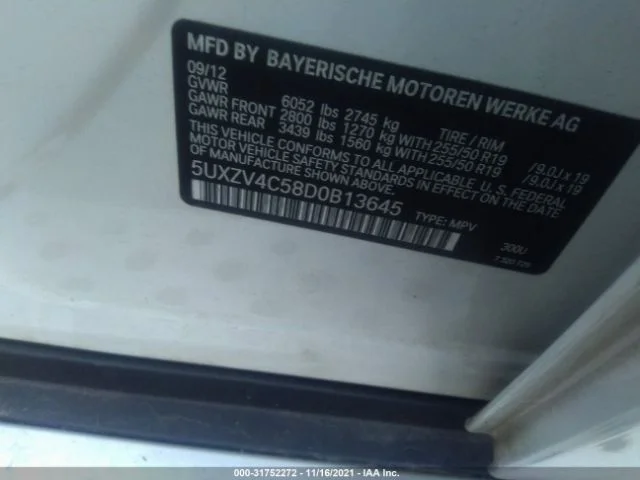 MFD BY BAYERISCHE MOTOREN WERKE AG
09/12
GVWR 6052 lbs 2745 kg TIRE / RIM
GAWR FRONT 2800 lbs 1270 kg WITH 255/50 R19 /9.0J x 19
GAWR REAR 3439 lbs 1560 kg WITH 255/50 R19 /9.0J x 19
THIS VEHICLE CONFORMS TO ALL APPLICABLE U.S. FEDERAL
MOTOR VEHICLE SAFETY STANDARDS IN EFFECT ON THE DATE
OF MANUFACTURE SHOWN ABOVE.
5UXZV4C58D0B13645
TYPE: MPV
300U
7 320 729
000-31752272 - 11/16/2021 - IAA Inc.